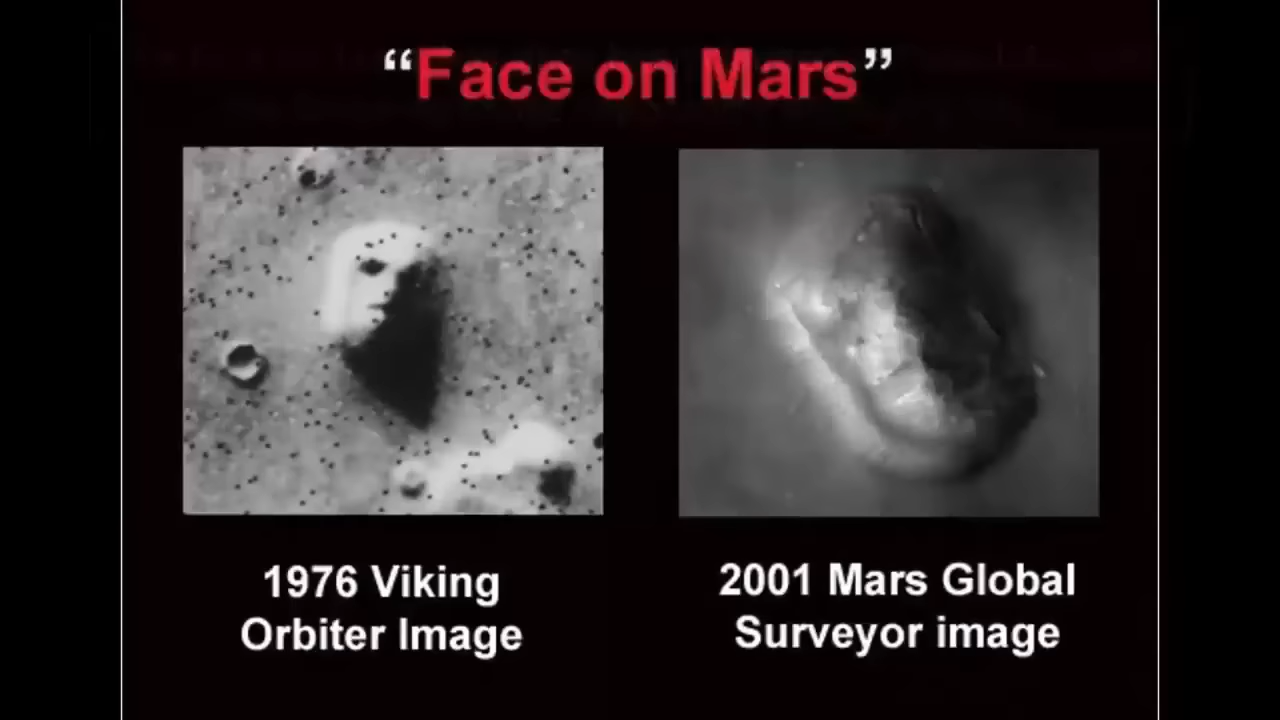 “Face on Mars”
1976 Viking
Orbiter Image
2001 Mars Global
Surveyor image